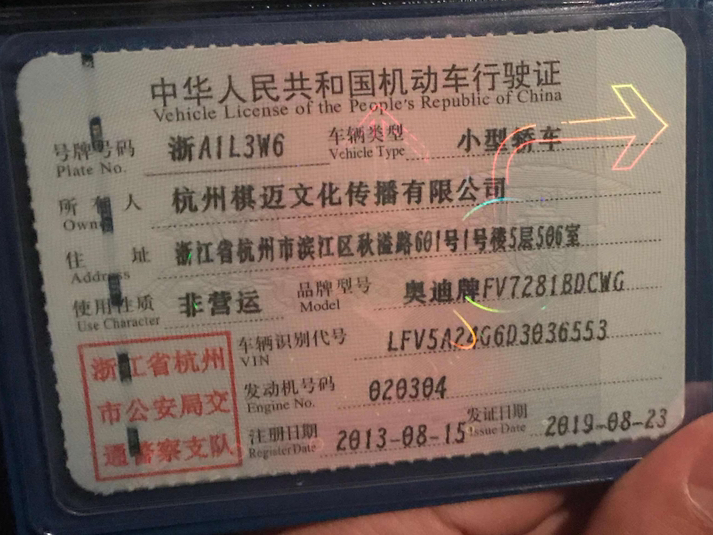 中华人民共和国机动车行驶证
Vehicle License of the People's Republic of China
号牌号码 浙A1L3W6 车辆类型 小型轿车
Plate No. Vehicle Type
所有人 杭州棋迈文化传播有限公司
Owner
住址 浙江省杭州市滨江区秋溢路601号1号楼5层506室
Address
使用性质 非营运 品牌型号 奥迪牌FV7281BDCWG
Use Character Model
浙江省杭州
市公安局交
通警察支队
车辆识别代号 LFV5A24G6D3036553
VIN
发动机号码 020304
Engine No.
注册日期 2013-08-15 发证日期 2019-08-23
Register Date Issue Date